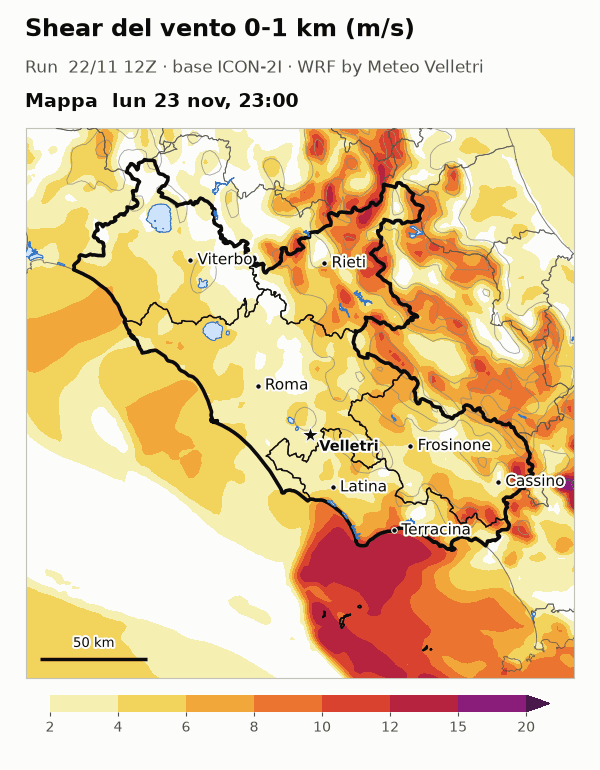 Shear del vento 0-1 km (m/s)
Run  22/11 12Z · base ICON-2I · WRF by Meteo Velletri
Mappa  lun 23 nov, 23:00
Viterbo
Rieti
Roma
Velletri
Frosinone
Latina
Cassino
Terracina
50 km
2 4 6 8 10 12 15 20